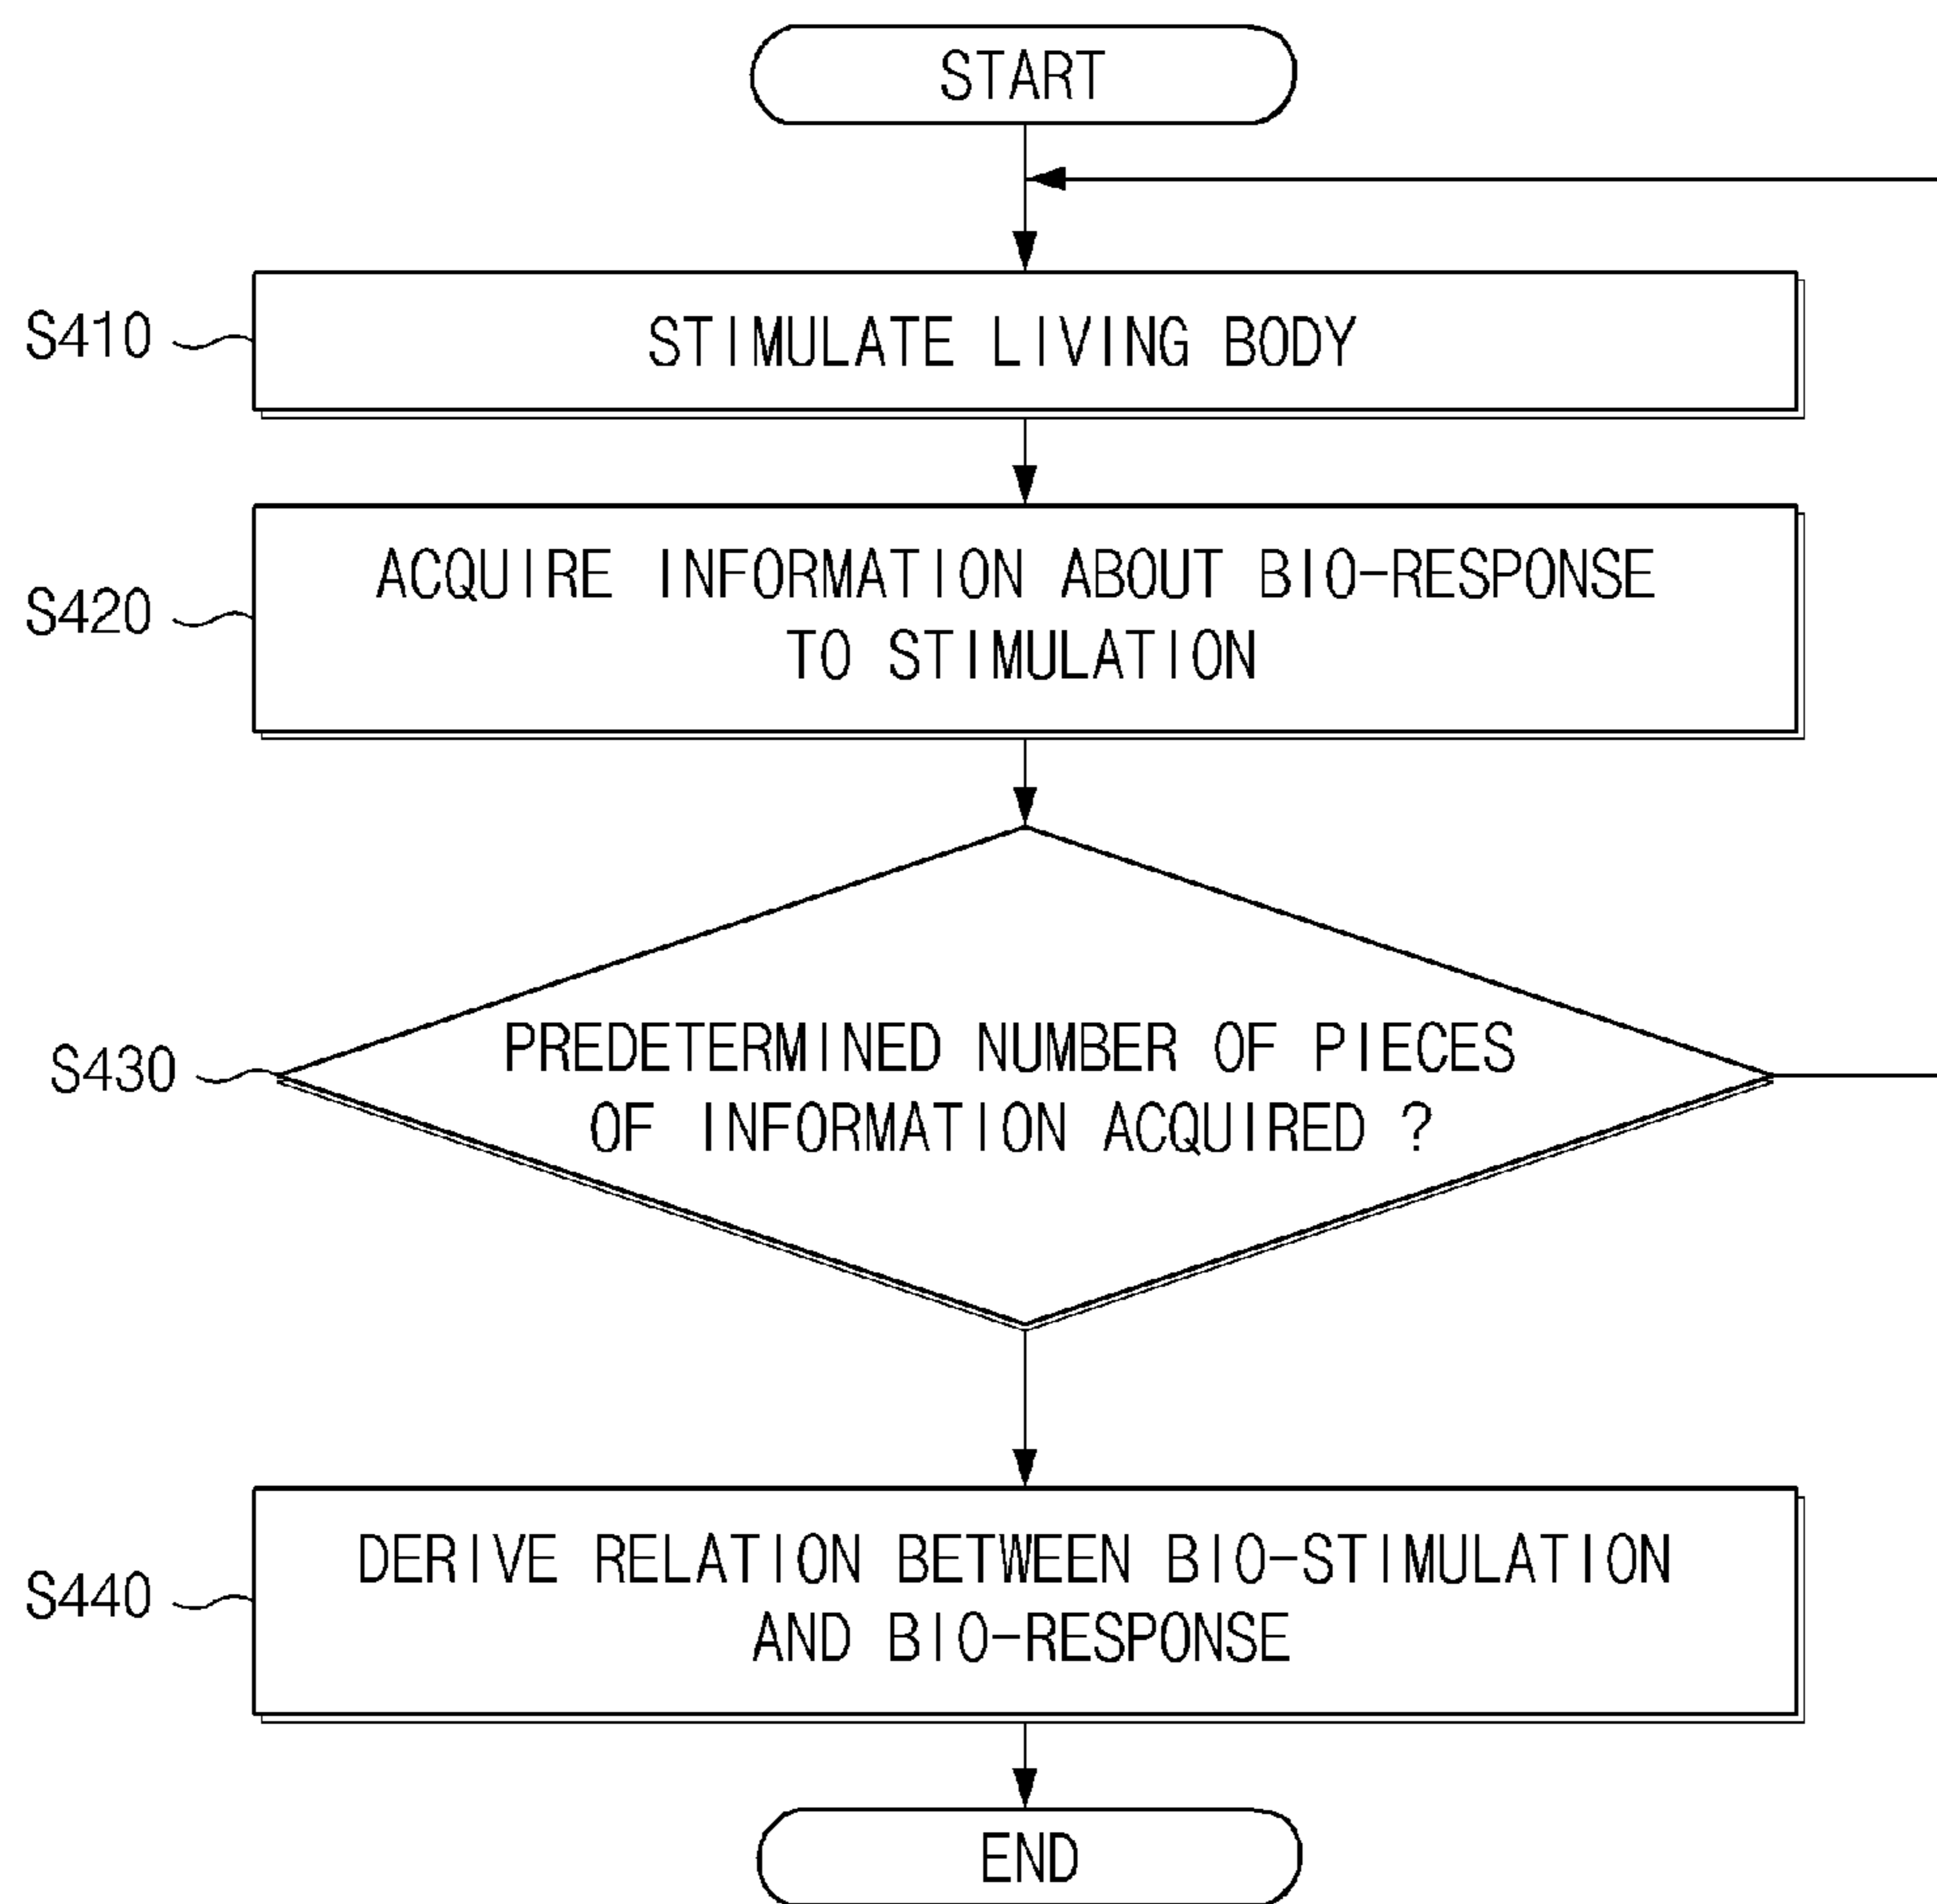 START
S410
STIMULATE LIVING BODY
S420
ACQUIRE INFORMATION ABOUT BIO-RESPONSE
TO STIMULATION
S430
PREDETERMINED NUMBER OF PIECES
OF INFORMATION ACQUIRED ?
S440
DERIVE RELATION BETWEEN BIO-STIMULATION
AND BIO-RESPONSE
END